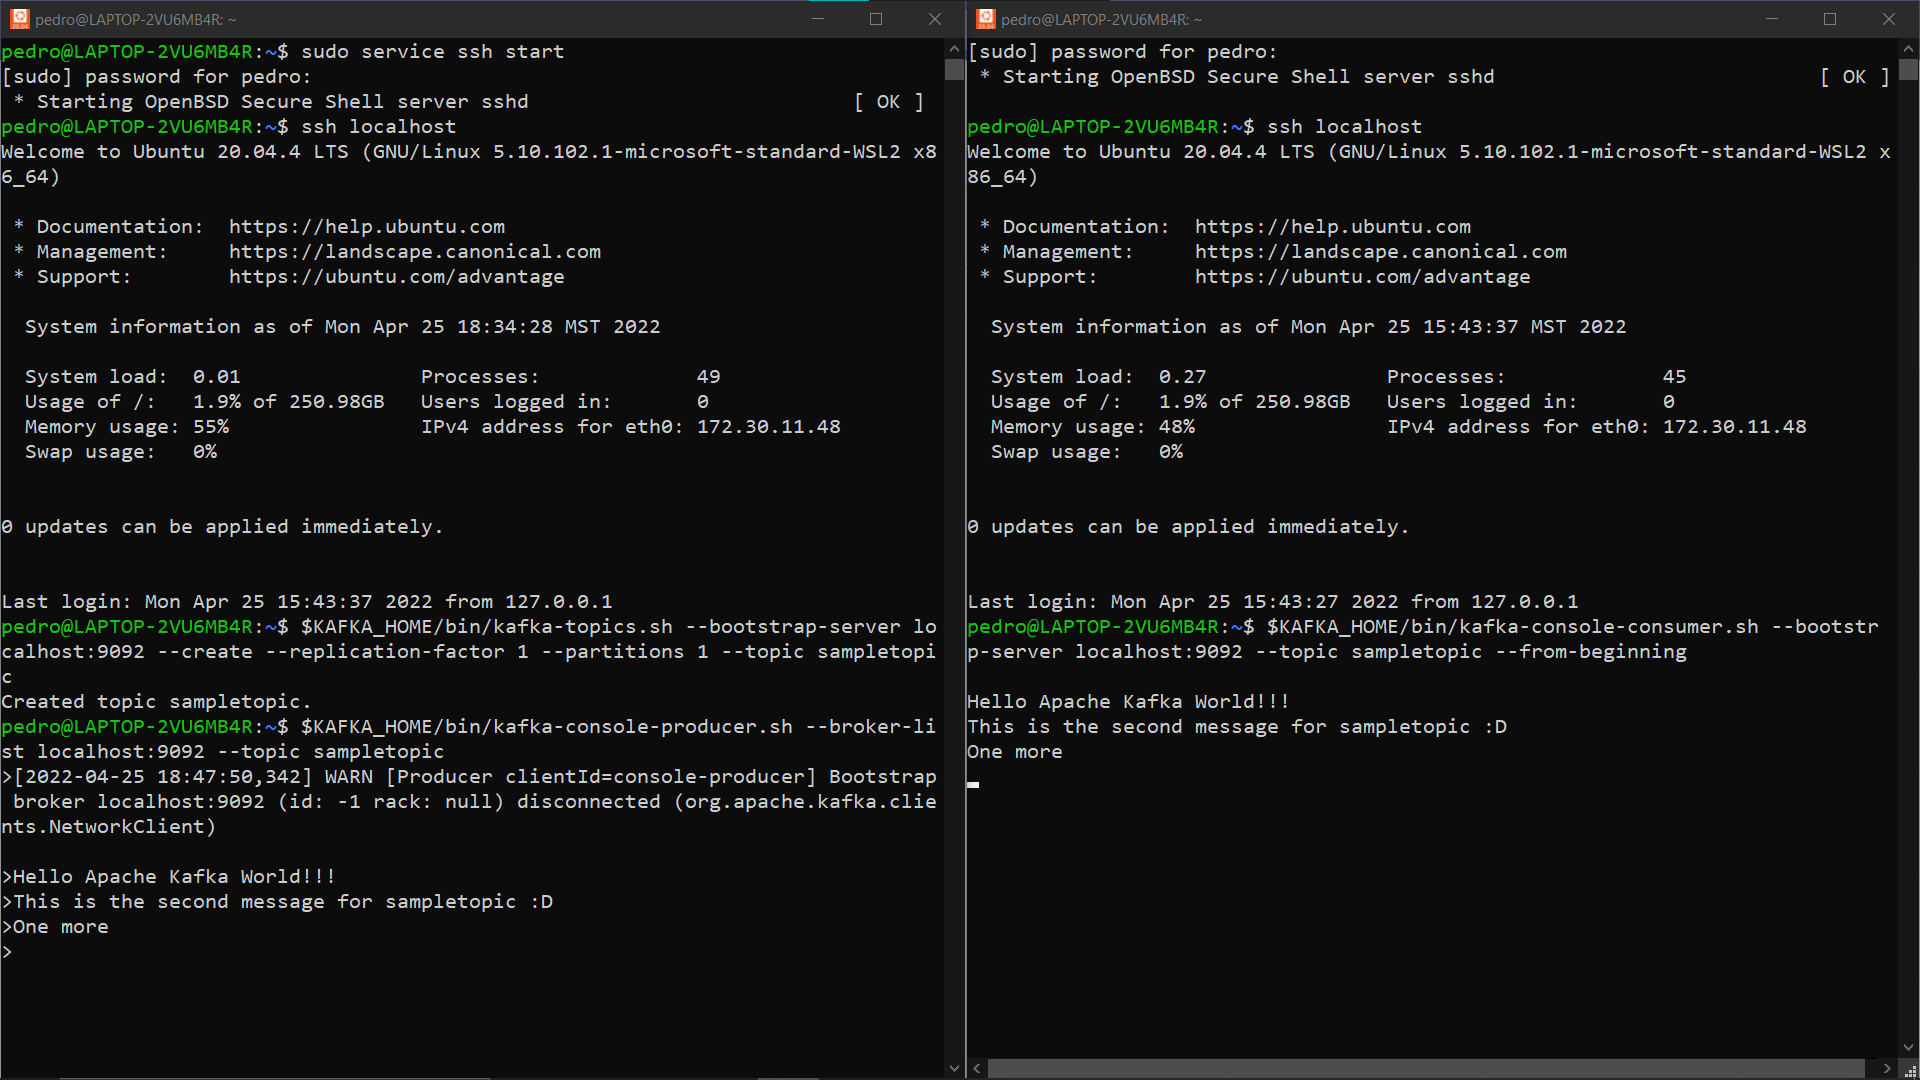 pedro@LAPTOP-2VU6MB4R: ~
pedro@LAPTOP-2VU6MB4R:~$ sudo service ssh start
[sudo] password for pedro:
 * Starting OpenBSD Secure Shell server sshd [ OK ]
pedro@LAPTOP-2VU6MB4R:~$ ssh localhost
Welcome to Ubuntu 20.04.4 LTS (GNU/Linux 5.10.102.1-microsoft-standard-WSL2 x8
6_64)
 * Documentation:  https://help.ubuntu.com
 * Management:     https://landscape.canonical.com
 * Support:        https://ubuntu.com/advantage
  System information as of Mon Apr 25 18:34:28 MST 2022
  System load:  0.01               Processes:             49
  Usage of /:   1.9% of 250.98GB   Users logged in:       0
  Memory usage: 55%                IPv4 address for eth0: 172.30.11.48
  Swap usage:   0%
0 updates can be applied immediately.
Last login: Mon Apr 25 15:43:37 2022 from 127.0.0.1
pedro@LAPTOP-2VU6MB4R:~$ $KAFKA_HOME/bin/kafka-topics.sh --bootstrap-server lo
calhost:9092 --create --replication-factor 1 --partitions 1 --topic sampletopi
c
Created topic sampletopic.
pedro@LAPTOP-2VU6MB4R:~$ $KAFKA_HOME/bin/kafka-console-producer.sh --broker-li
st localhost:9092 --topic sampletopic
>[2022-04-25 18:47:50,342] WARN [Producer clientId=console-producer] Bootstrap
 broker localhost:9092 (id: -1 rack: null) disconnected (org.apache.kafka.clie
nts.NetworkClient)
>Hello Apache Kafka World!!!
>This is the second message for sampletopic :D
>One more
>
pedro@LAPTOP-2VU6MB4R: ~
[sudo] password for pedro:
 * Starting OpenBSD Secure Shell server sshd [ OK ]
pedro@LAPTOP-2VU6MB4R:~$ ssh localhost
Welcome to Ubuntu 20.04.4 LTS (GNU/Linux 5.10.102.1-microsoft-standard-WSL2 x
86_64)
 * Documentation:  https://help.ubuntu.com
 * Management:     https://landscape.canonical.com
 * Support:        https://ubuntu.com/advantage
  System information as of Mon Apr 25 15:43:37 MST 2022
  System load:  0.27               Processes:             45
  Usage of /:   1.9% of 250.98GB   Users logged in:       0
  Memory usage: 48%                IPv4 address for eth0: 172.30.11.48
  Swap usage:   0%
0 updates can be applied immediately.
Last login: Mon Apr 25 15:43:27 2022 from 127.0.0.1
pedro@LAPTOP-2VU6MB4R:~$ $KAFKA_HOME/bin/kafka-console-consumer.sh --bootstr
p-server localhost:9092 --topic sampletopic --from-beginning
Hello Apache Kafka World!!!
This is the second message for sampletopic :D
One more